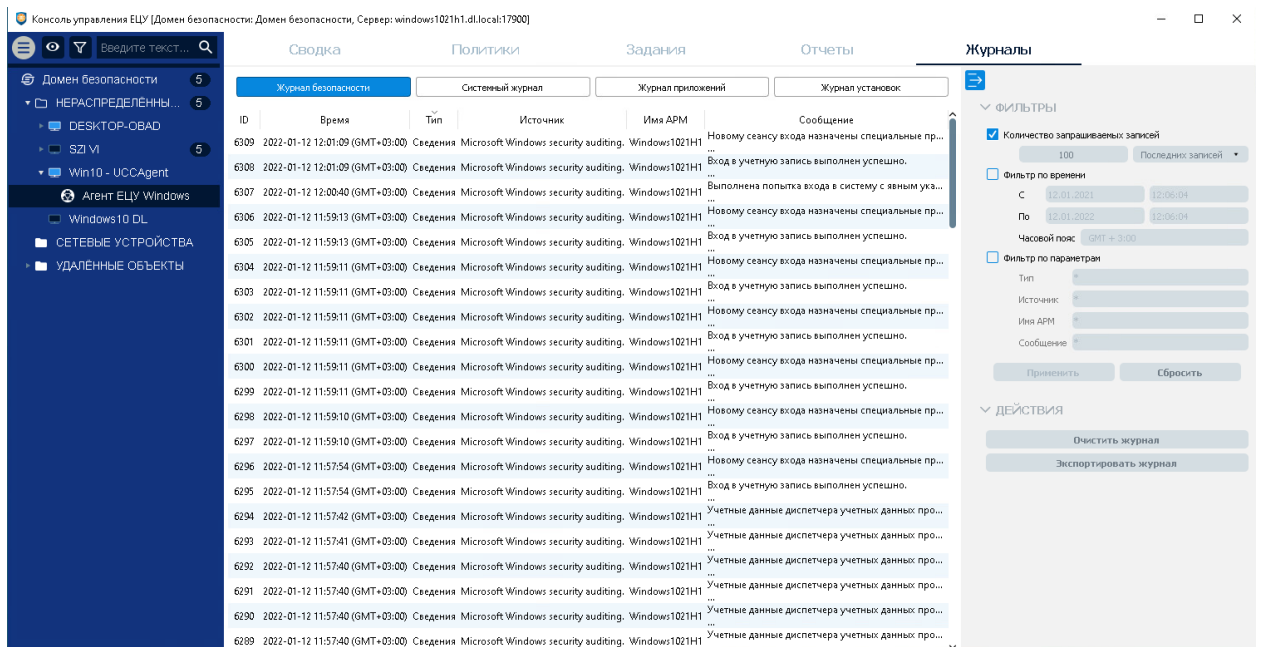 Консоль управления ЕЦУ [Домен безопасности: Домен безопасности, Сервер: windows1021h1.dl.local:17900]
Введите текст...
Сводка Политики Задания Отчеты Журналы
Домен безопасности 5
НЕРАСПРЕДЕЛЁННЫ... 5
DESKTOP-OBAD
SZI VI 5
Win10 - UCCAgent
Агент ЕЦУ Windows
Windows10 DL
СЕТЕВЫЕ УСТРОЙСТВА
УДАЛЁННЫЕ ОБЪЕКТЫ
Журнал безопасности Системный журнал Журнал приложений Журнал установок
ID Время Тип Источник Имя АРМ Сообщение
6309 2022-01-12 12:01:09 (GMT+03:00) Сведения Microsoft Windows security auditing. Windows1021H1 Новому сеансу входа назначены специальные пр...
...
6308 2022-01-12 12:01:09 (GMT+03:00) Сведения Microsoft Windows security auditing. Windows1021H1 Вход в учетную запись выполнен успешно.
...
6307 2022-01-12 12:00:40 (GMT+03:00) Сведения Microsoft Windows security auditing. Windows1021H1 Выполнена попытка входа в систему с явным ука...
...
6306 2022-01-12 11:59:13 (GMT+03:00) Сведения Microsoft Windows security auditing. Windows1021H1 Новому сеансу входа назначены специальные пр...
...
6305 2022-01-12 11:59:13 (GMT+03:00) Сведения Microsoft Windows security auditing. Windows1021H1 Вход в учетную запись выполнен успешно.
...
6304 2022-01-12 11:59:11 (GMT+03:00) Сведения Microsoft Windows security auditing. Windows1021H1 Новому сеансу входа назначены специальные пр...
...
6303 2022-01-12 11:59:11 (GMT+03:00) Сведения Microsoft Windows security auditing. Windows1021H1 Вход в учетную запись выполнен успешно.
...
6302 2022-01-12 11:59:11 (GMT+03:00) Сведения Microsoft Windows security auditing. Windows1021H1 Новому сеансу входа назначены специальные пр...
...
6301 2022-01-12 11:59:11 (GMT+03:00) Сведения Microsoft Windows security auditing. Windows1021H1 Вход в учетную запись выполнен успешно.
...
6300 2022-01-12 11:59:11 (GMT+03:00) Сведения Microsoft Windows security auditing. Windows1021H1 Новому сеансу входа назначены специальные пр...
...
6299 2022-01-12 11:59:11 (GMT+03:00) Сведения Microsoft Windows security auditing. Windows1021H1 Вход в учетную запись выполнен успешно.
...
6298 2022-01-12 11:59:10 (GMT+03:00) Сведения Microsoft Windows security auditing. Windows1021H1 Новому сеансу входа назначены специальные пр...
...
6297 2022-01-12 11:59:10 (GMT+03:00) Сведения Microsoft Windows security auditing. Windows1021H1 Вход в учетную запись выполнен успешно.
...
6296 2022-01-12 11:57:54 (GMT+03:00) Сведения Microsoft Windows security auditing. Windows1021H1 Новому сеансу входа назначены специальные пр...
...
6295 2022-01-12 11:57:54 (GMT+03:00) Сведения Microsoft Windows security auditing. Windows1021H1 Вход в учетную запись выполнен успешно.
...
6294 2022-01-12 11:57:42 (GMT+03:00) Сведения Microsoft Windows security auditing. Windows1021H1 Учетные данные диспетчера учетных данных про...
...
6293 2022-01-12 11:57:41 (GMT+03:00) Сведения Microsoft Windows security auditing. Windows1021H1 Учетные данные диспетчера учетных данных про...
...
6292 2022-01-12 11:57:40 (GMT+03:00) Сведения Microsoft Windows security auditing. Windows1021H1 Учетные данные диспетчера учетных данных про...
...
6291 2022-01-12 11:57:40 (GMT+03:00) Сведения Microsoft Windows security auditing. Windows1021H1 Учетные данные диспетчера учетных данных про...
...
6290 2022-01-12 11:57:40 (GMT+03:00) Сведения Microsoft Windows security auditing. Windows1021H1 Учетные данные диспетчера учетных данных про...
...
6289 2022-01-12 11:57:40 (GMT+03:00) Сведения Microsoft Windows security auditing. Windows1021H1 Учетные данные диспетчера учетных данных про...
ФИЛЬТРЫ
Количество запрашиваемых записей
100 Последних записей
Фильтр по времени
С 12.01.2021 12:06:04
По 12.01.2022 12:06:04
Часовой пояс GMT + 3:00
Фильтр по параметрам
Тип *
Источник *
Имя АРМ *
Сообщение *
Применить Сбросить
ДЕЙСТВИЯ
Очистить журнал
Экспортировать журнал